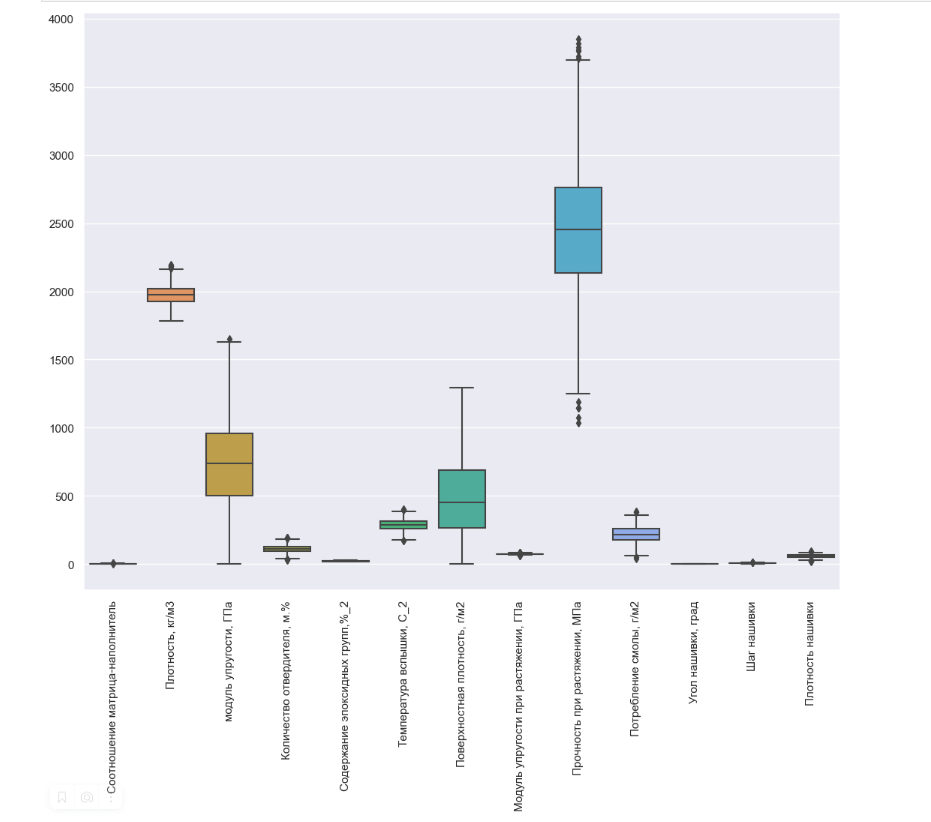 4000
3500
3000
2500
2000
1500
1000
500
0
Соотношение матрица-наполнитель
Плотность, кг/м3
модуль упругости, ГПа
Количество отвердителя, м.%
Содержание эпоксидных групп,%_2
Температура вспышки, С_2
Поверхностная плотность, г/м2
Модуль упругости при растяжении, ГПа
Прочность при растяжении, МПа
Потребление смолы, г/м2
Угол нашивки, град
Шаг нашивки
Плотность нашивки